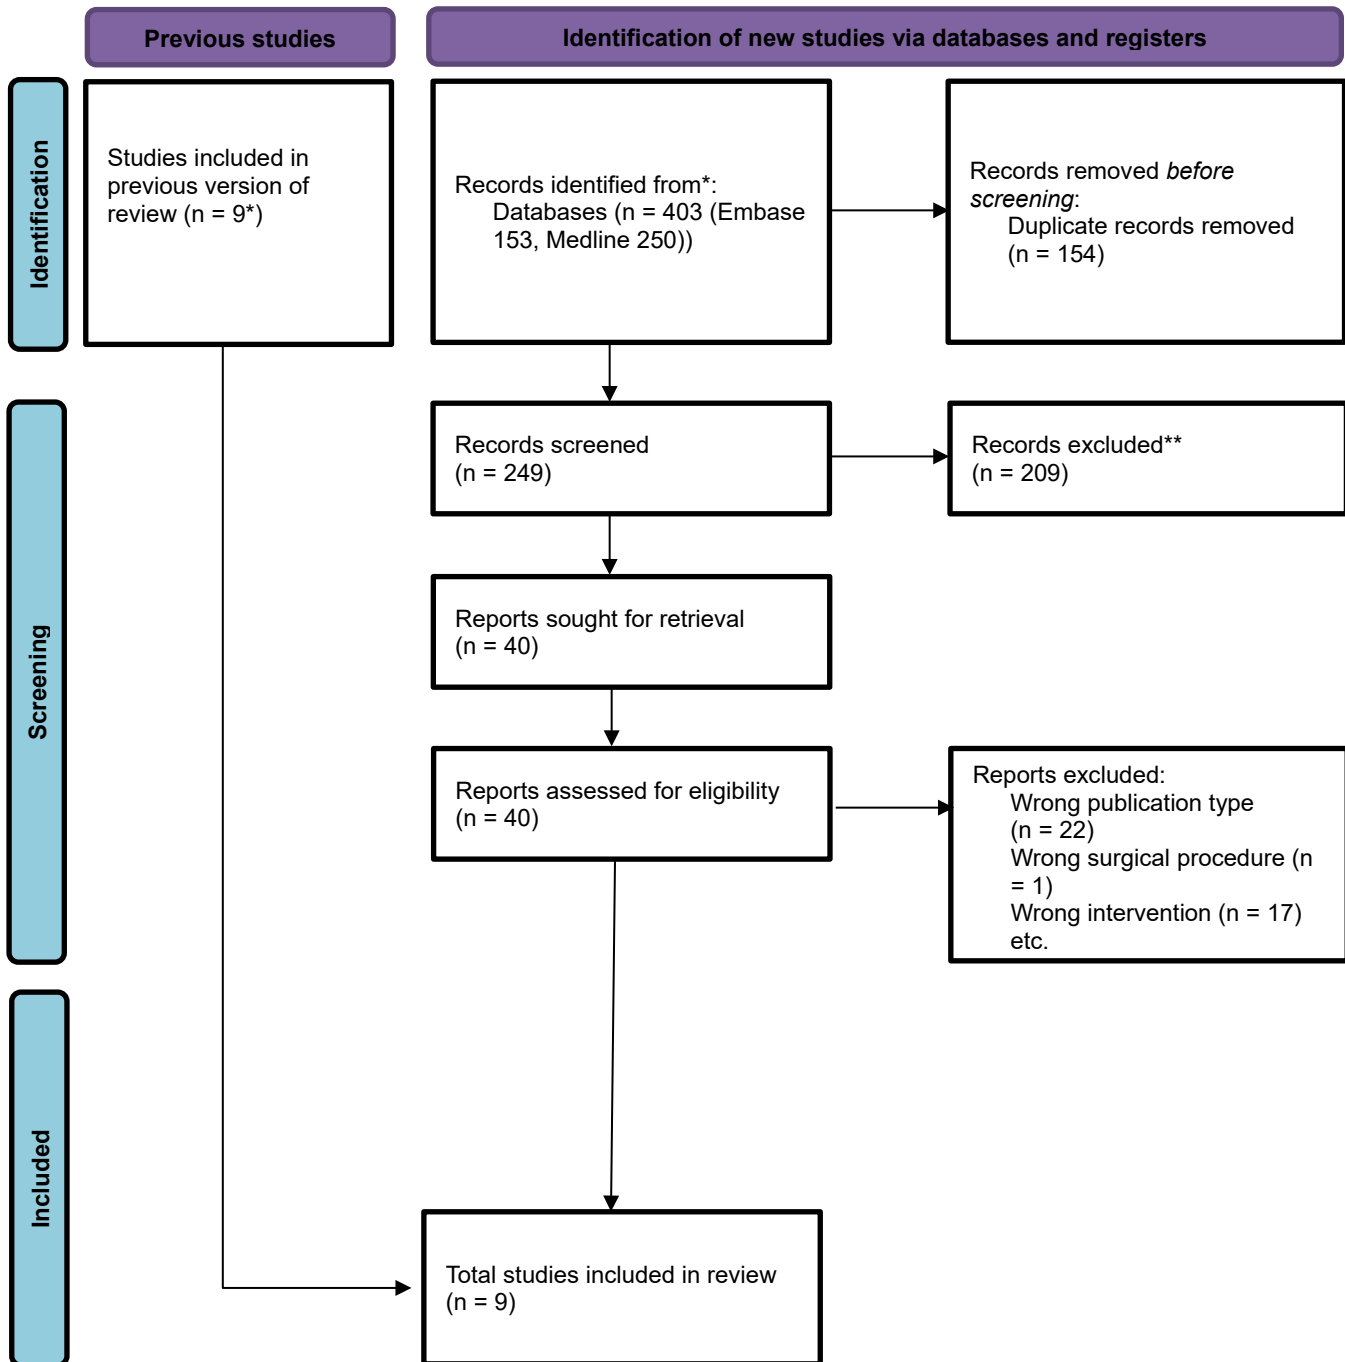 Previous studies
Identification of new studies via databases and registers
Identification
Studies included in
previous version of
review (n = 9*)
Records identified from*:
Databases (n = 403 (Embase
153, Medline 250))
Records removed before
screening:
Duplicate records removed
(n = 154)
Screening
Records screened
(n = 249)
Records excluded**
(n = 209)
Reports sought for retrieval
(n = 40)
Reports assessed for eligibility
(n = 40)
Reports excluded:
Wrong publication type
(n = 22)
Wrong surgical procedure (n
= 1)
Wrong intervention (n = 17)
etc.
Included
Total studies included in review
(n = 9)